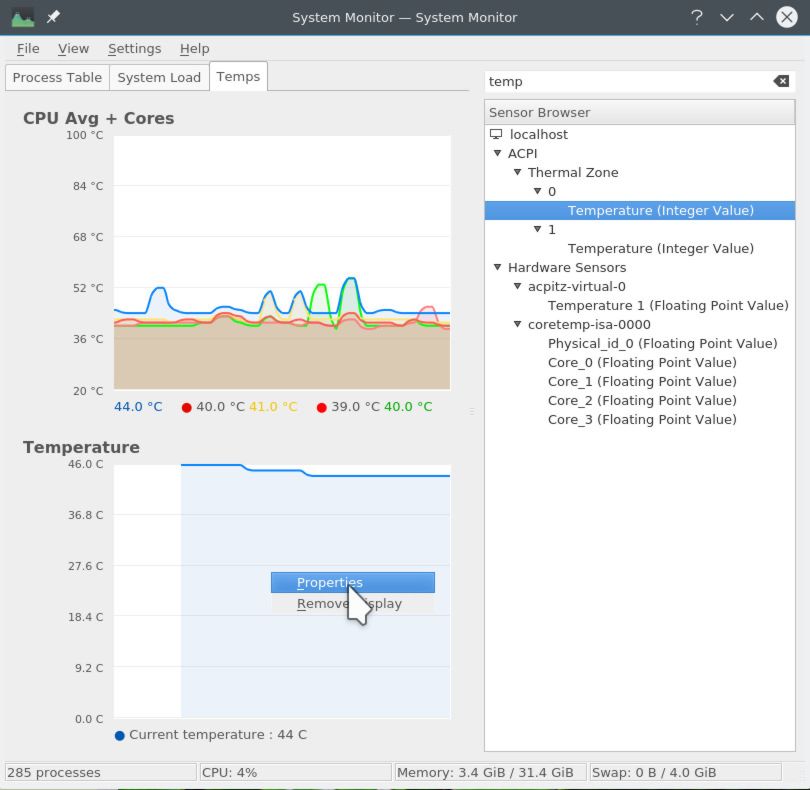 System Monitor — System Monitor
File View Settings Help
Process Table System Load Temps
CPU Avg + Cores
100 °C
84 °C
68 °C
52 °C
36 °C
20 °C
44.0 °C 40.0 °C 41.0 °C 39.0 °C 40.0 °C
Temperature
46.0 C
36.8 C
27.6 C
18.4 C
9.2 C
0.0 C
Properties
Remove Display
Current temperature : 44 C
temp
Sensor Browser
localhost
ACPI
Thermal Zone
0
Temperature (Integer Value)
1
Temperature (Integer Value)
Hardware Sensors
acpitz-virtual-0
Temperature 1 (Floating Point Value)
coretemp-isa-0000
Physical_id_0 (Floating Point Value)
Core_0 (Floating Point Value)
Core_1 (Floating Point Value)
Core_2 (Floating Point Value)
Core_3 (Floating Point Value)
285 processes CPU: 4% Memory: 3.4 GiB / 31.4 GiB Swap: 0 B / 4.0 GiB